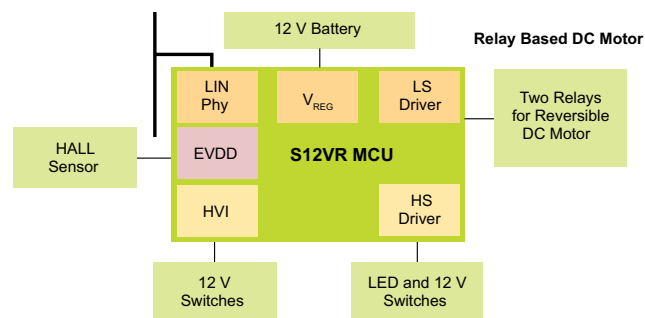 12 V Battery
Relay Based DC Motor
LIN
Phy
VREG
LS
Driver
Two Relays
for Reversible
DC Motor
HALL
Sensor
EVDD
S12VR MCU
HVI
HS
Driver
12 V
Switches
LED and 12 V
Switches